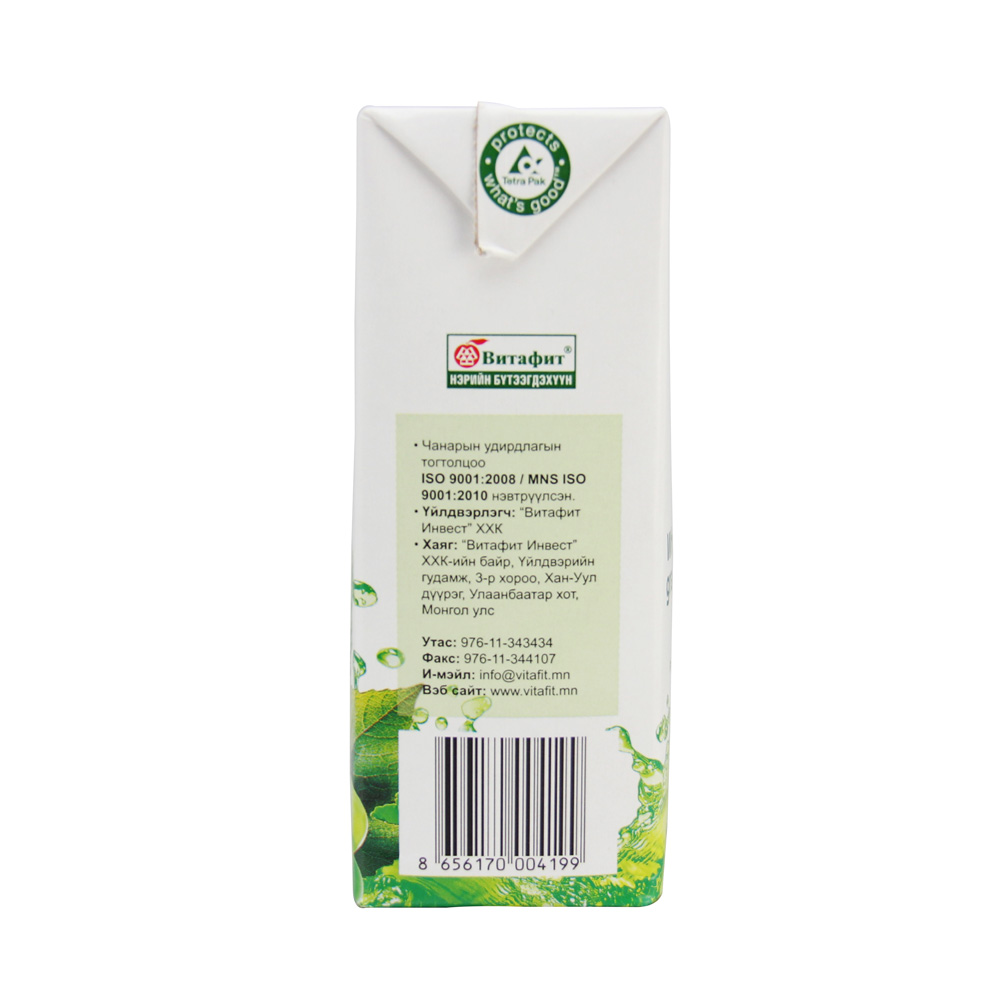 protects
Tetra Pak
what's good™
Витафит®
НЭРИЙН БҮТЭЭГДЭХҮҮН
• Чанарын удирдлагын
тогтолцоо
ISO 9001:2008 / MNS ISO
9001:2010 нэвтрүүлсэн.
• Үйлдвэрлэгч: “Витафит
Инвест” ХХК
• Хаяг: “Витафит Инвест”
ХХК-ийн байр, Үйлдвэрийн
гудамж, 3-р хороо, Хан-Уул
дүүрэг, Улаанбаатар хот,
Монгол улс
Утас: 976-11-343434
Факс: 976-11-344107
И-мэйл: info@vitafit.mn
Вэб сайт: www.vitafit.mn
8 656170 004199